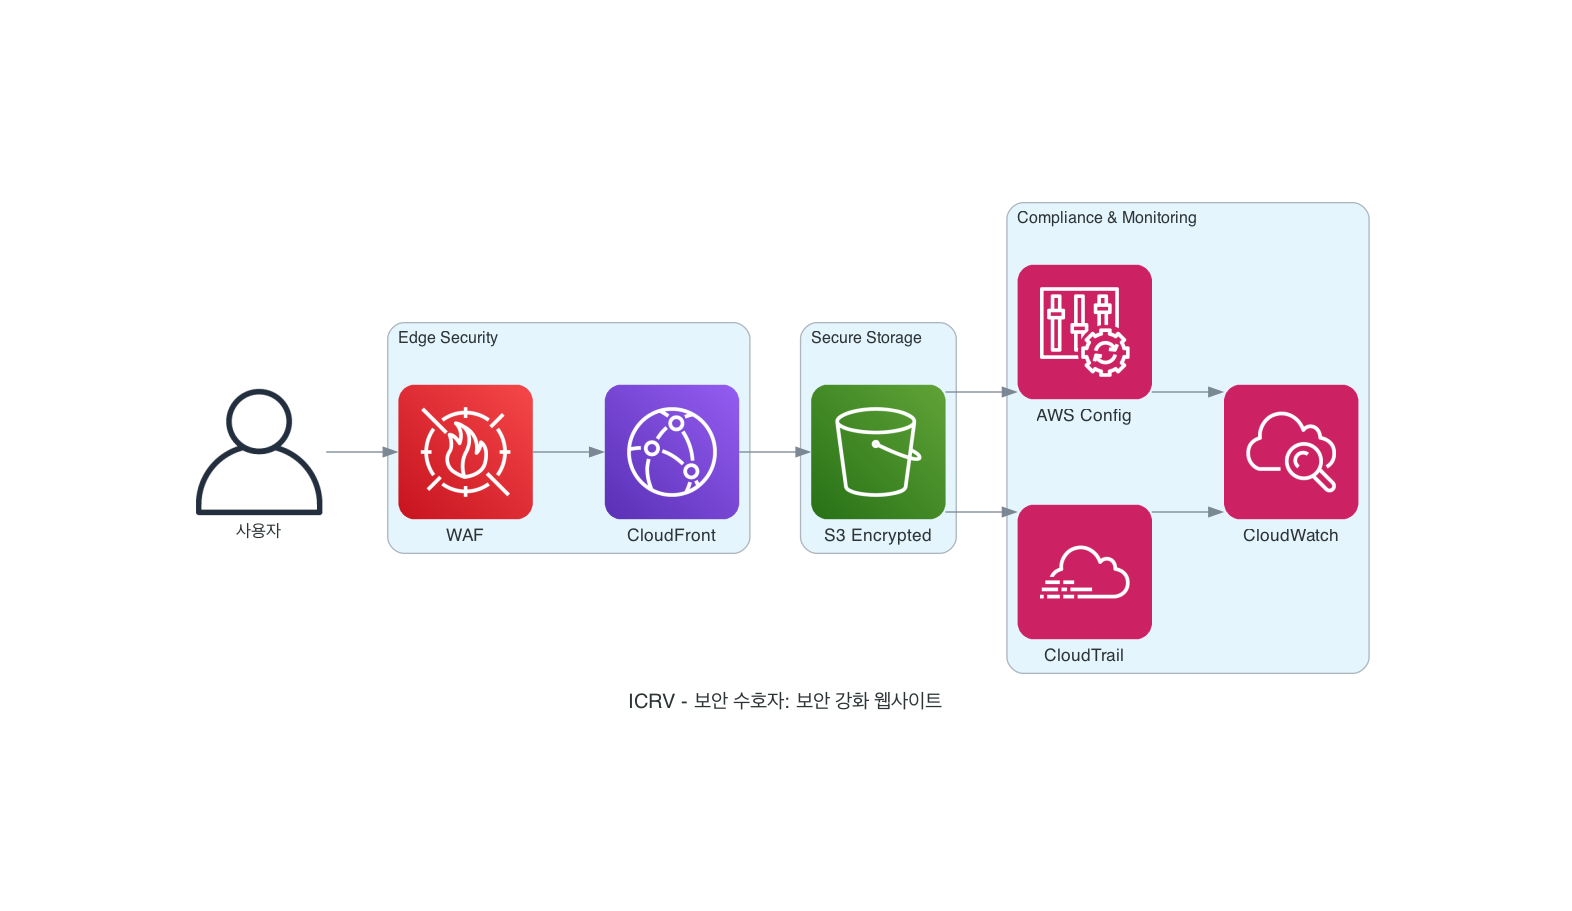 Compliance & Monitoring
Edge Security
Secure Storage
AWS Config
사용자
WAF
CloudFront
S3 Encrypted
CloudWatch
CloudTrail
ICRV - 보안 수호자: 보안 강화 웹사이트